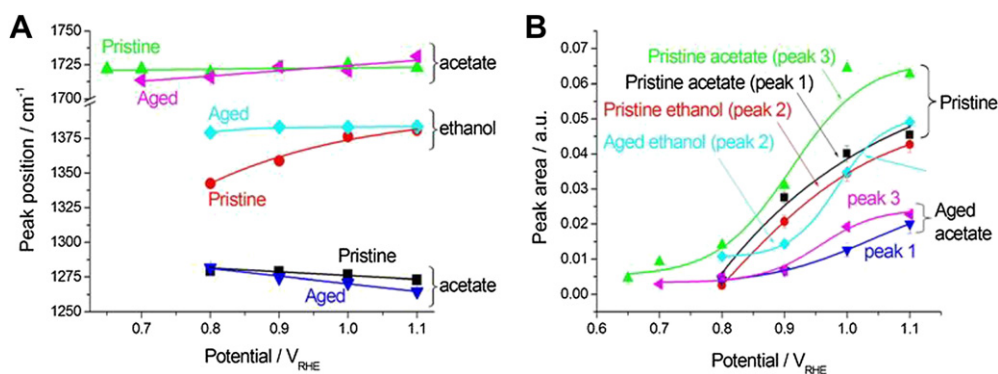 A
Peak position / cm⁻¹
1750
1725
1700
1375
1350
1325
1300
1275
1250
Pristine
Aged
acetate
Aged
ethanol
Pristine
Pristine
Aged
acetate
0.7
0.8
0.9
1.0
1.1
Potential / V_RHE
B
Peak area / a.u.
0.07
0.06
0.05
0.04
0.03
0.02
0.01
0.00
Pristine acetate (peak 3)
Pristine acetate (peak 1)
Pristine ethanol (peak 2)
Aged ethanol (peak 2)
Pristine
peak 3
Aged
acetate
peak 1
0.6
0.7
0.8
0.9
1.0
1.1
Potential / V_RHE